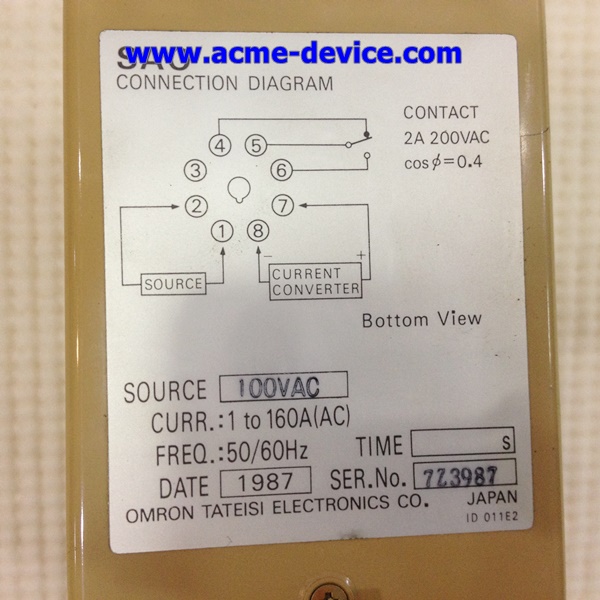 www.acme-device.com
SAO
CONNECTION DIAGRAM
CONTACT
2A 200VAC
cosφ=0.4
④ ⑤
③ ⑥
② ⑦
① ⑧
− +
SOURCE
CURRENT
CONVERTER
Bottom View
SOURCE 100VAC
CURR.:1 to 160A(AC)
FREQ.:50/60Hz TIME s
DATE 1987 SER.No. 7Z3987
OMRON TATEISI ELECTRONICS CO. JAPAN
ID 011E2